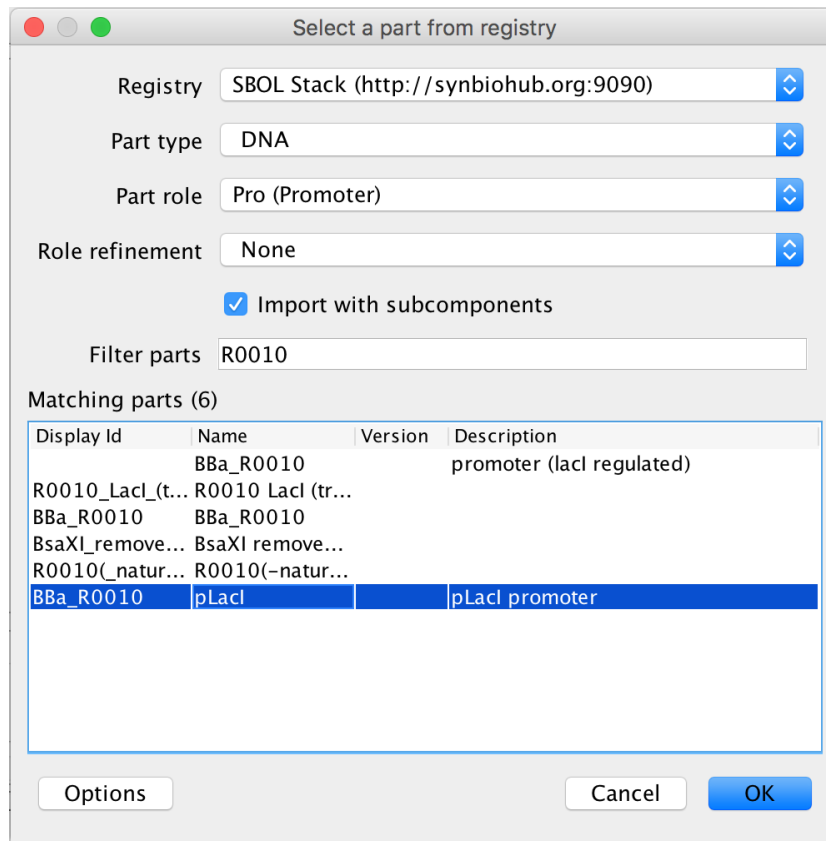 Select a part from registry
Registry SBOL Stack (http://synbiohub.org:9090)
Part type DNA
Part role Pro (Promoter)
Role refinement None
Import with subcomponents
Filter parts R0010
Matching parts (6)
Display Id Name Version Description
BBa_R0010 promoter (lacI regulated)
R0010_LacI_(t... R0010 LacI (tr...
BBa_R0010 BBa_R0010
BsaXI_remove... BsaXI remove...
R0010(_natur... R0010(-natur...
BBa_R0010 pLacI pLacI promoter
Options Cancel OK